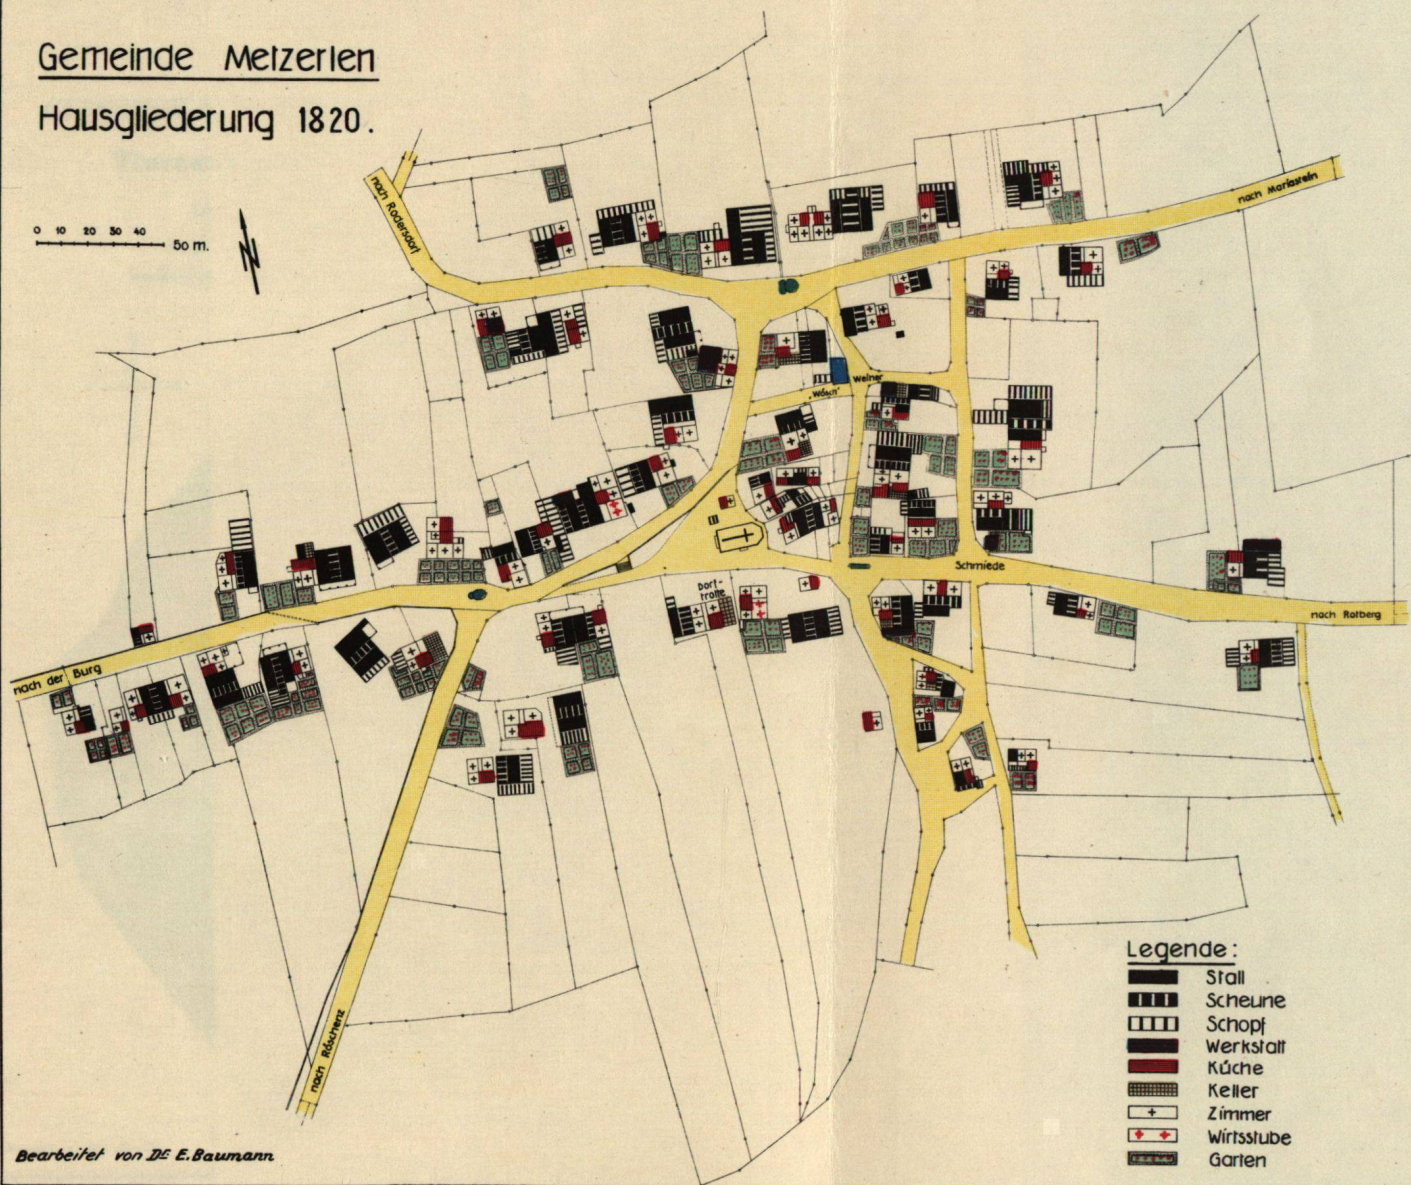 Gemeinde Metzerlen
Hausgliederung 1820.
0 10 20 30 40 50 m.
nach Rodersdorf
nach Mariastein
Weiher
„Wösch“
Schmiede
Dorf-
trotte
nach Rotberg
nach der Burg
nach Röschenz
Legende:
Stall
Scheune
Schopf
Werkstatt
Küche
Keller
Zimmer
Wirtsstube
Garten
Bearbeitet von Dr E. Baumann